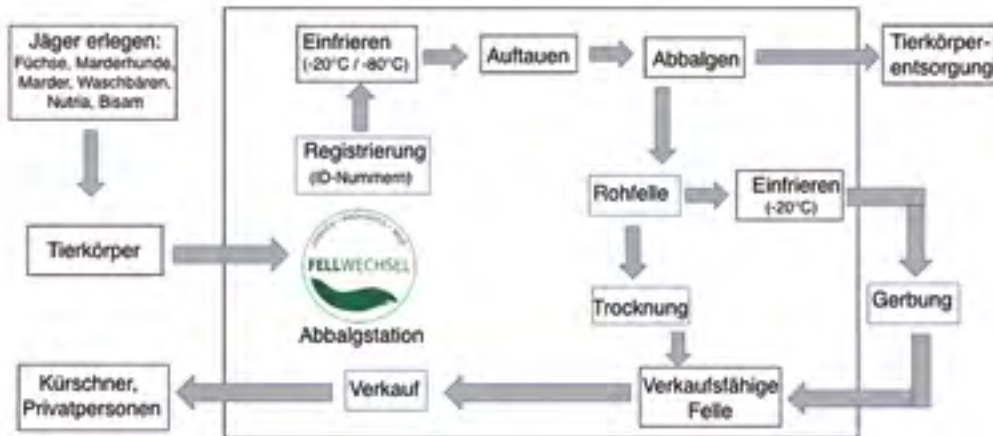 Jäger erlegen:
Füchse, Marderhunde,
Marder, Waschbären,
Nutria, Bisam
Tierkörper
Einfrieren
(-20°C / -80°C)
Auftauen
Abbalgen
Tierkörper-
entsorgung
Registrierung
(ID-Nummern)
Rohfelle
Einfrieren
(-20°C)
FELLWECHSEL
Abbalgstation
Trocknung
Gerbung
Kürschner,
Privatpersonen
Verkauf
Verkaufsfähige
Felle